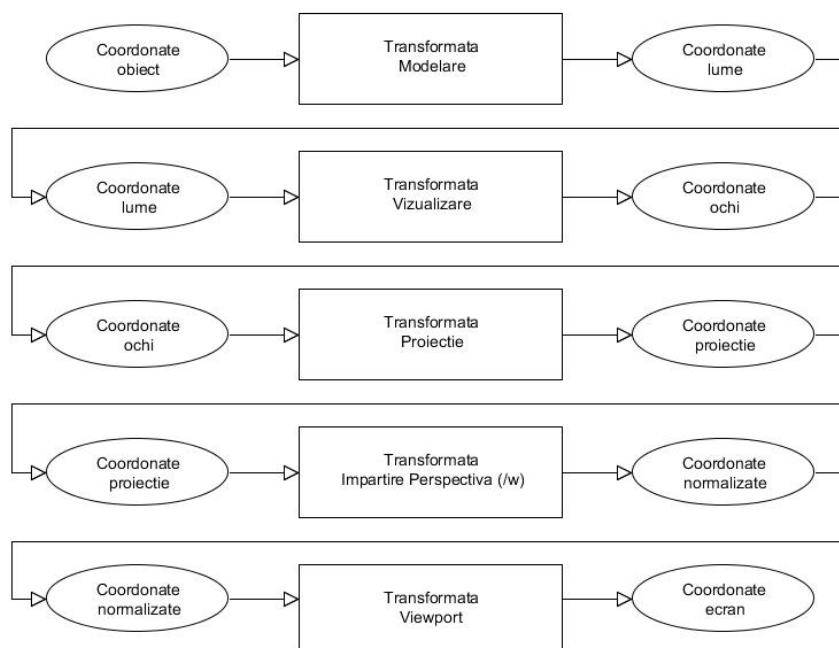 Coordonate
obiect
Transformata
Modelare
Coordonate
lume
Coordonate
lume
Transformata
Vizualizare
Coordonate
ochi
Coordonate
ochi
Transformata
Proiectie
Coordonate
proiectie
Coordonate
proiectie
Transformata
Impartire Perspectiva (/w)
Coordonate
normalizate
Coordonate
normalizate
Transformata
Viewport
Coordonate
ecran